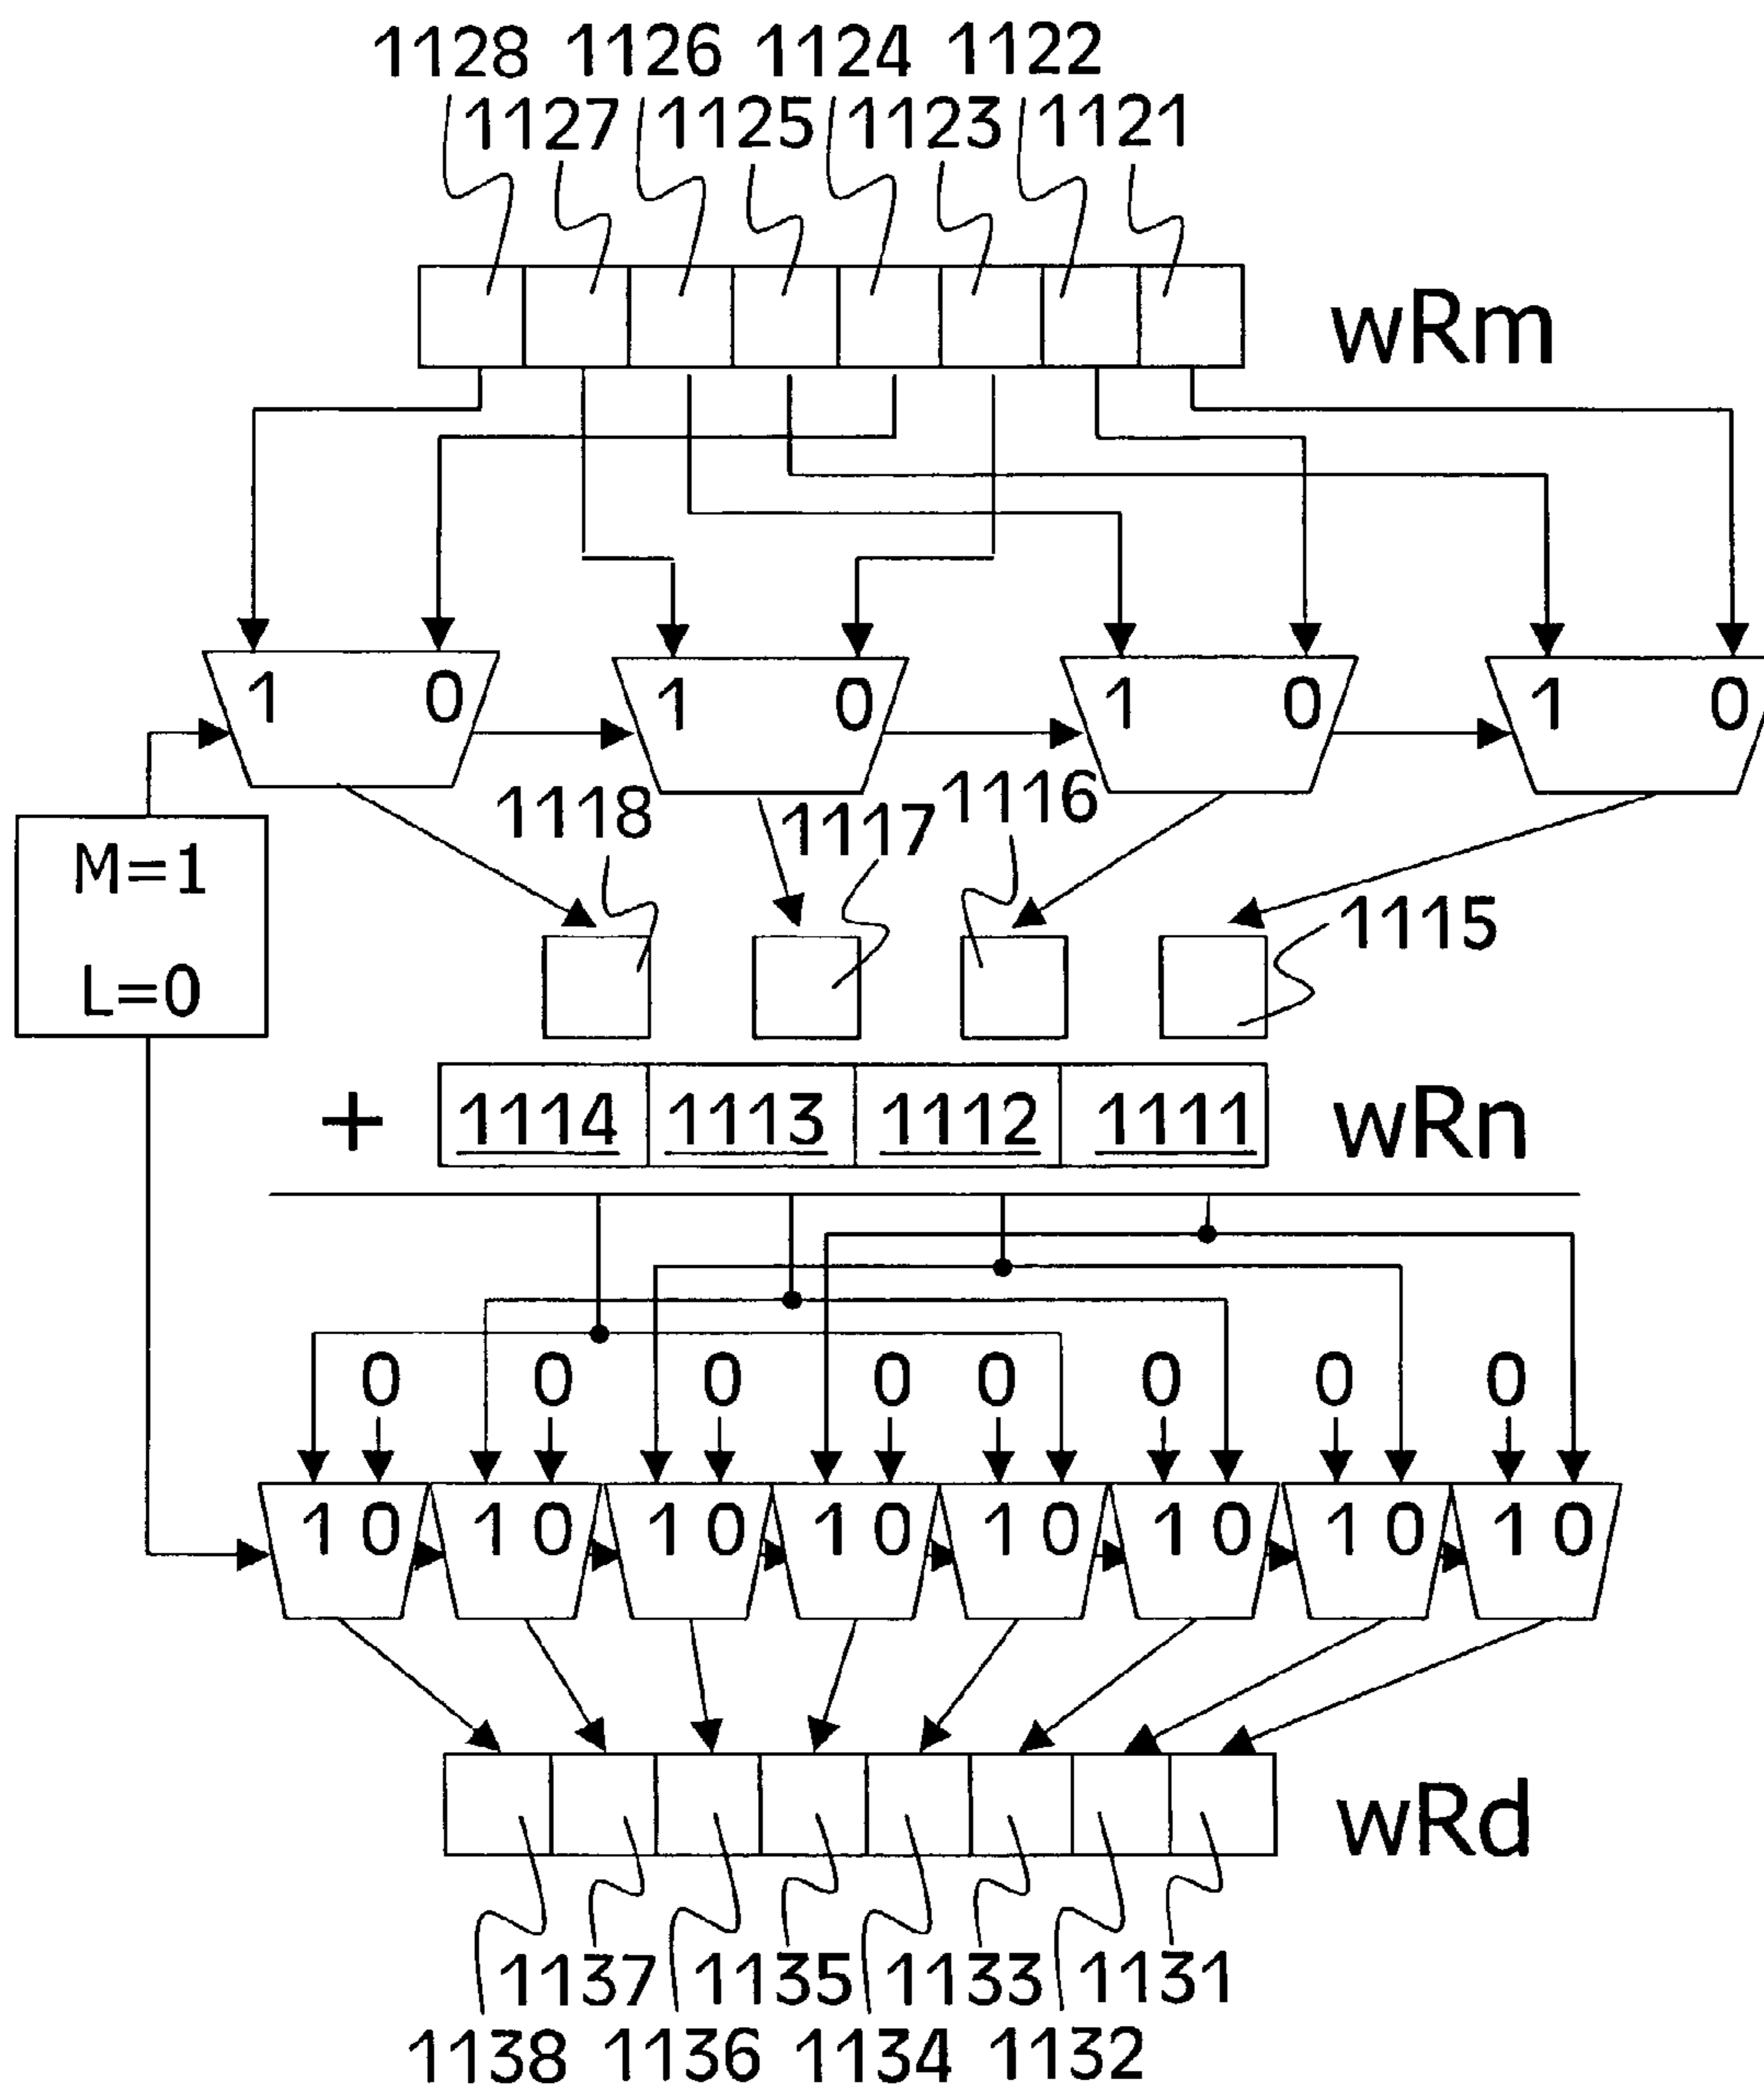 1128 1126 1124 1122
1127 1125 1123 1121
wRm
1 0 1 0 1 0 1 0
1118 1117 1116
M=1
L=0
1115
+ 1114 1113 1112 1111 wRn
0 0 0 0 0 0 0 0
1 0 1 0 1 0 1 0 1 0 1 0 1 0 1 0
wRd
1137 1135 1133 1131
1138 1136 1134 1132